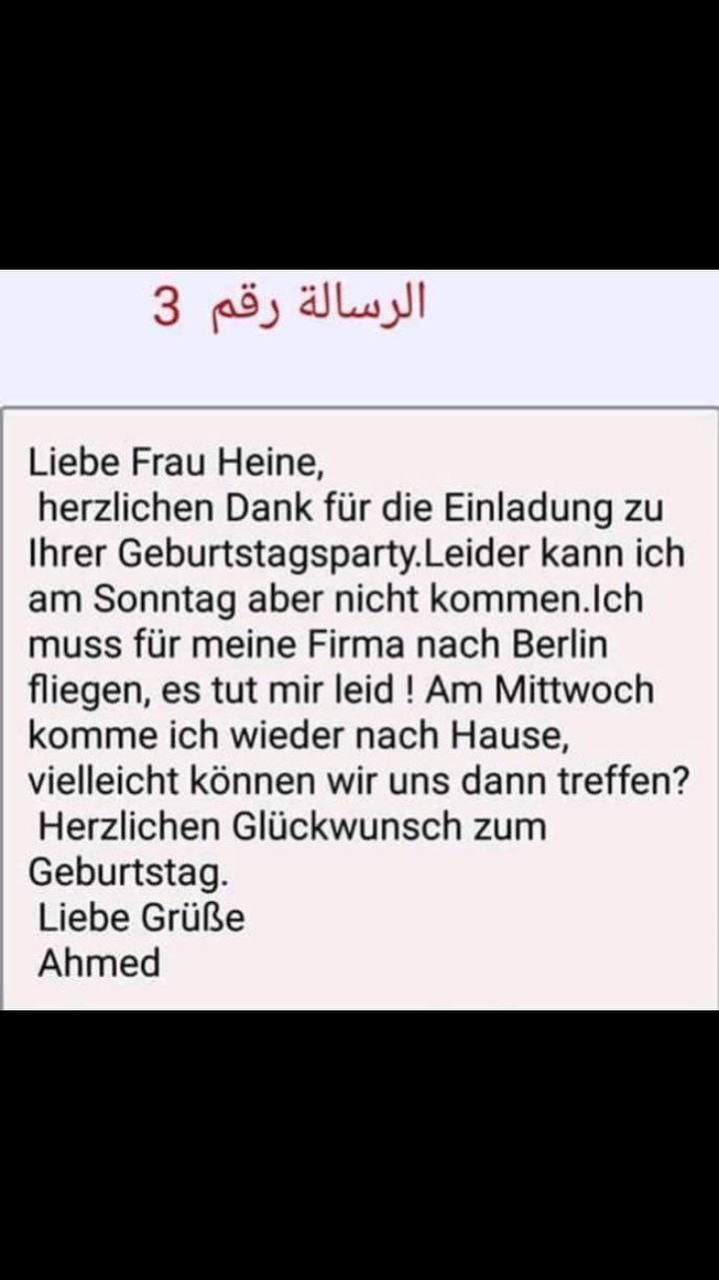 الرسالة رقم 3
Liebe Frau Heine,
herzlichen Dank für die Einladung zu
Ihrer Geburtstagsparty.Leider kann ich
am Sonntag aber nicht kommen.Ich
muss für meine Firma nach Berlin
fliegen, es tut mir leid ! Am Mittwoch
komme ich wieder nach Hause,
vielleicht können wir uns dann treffen?
Herzlichen Glückwunsch zum
Geburtstag.
Liebe Grüße
Ahmed